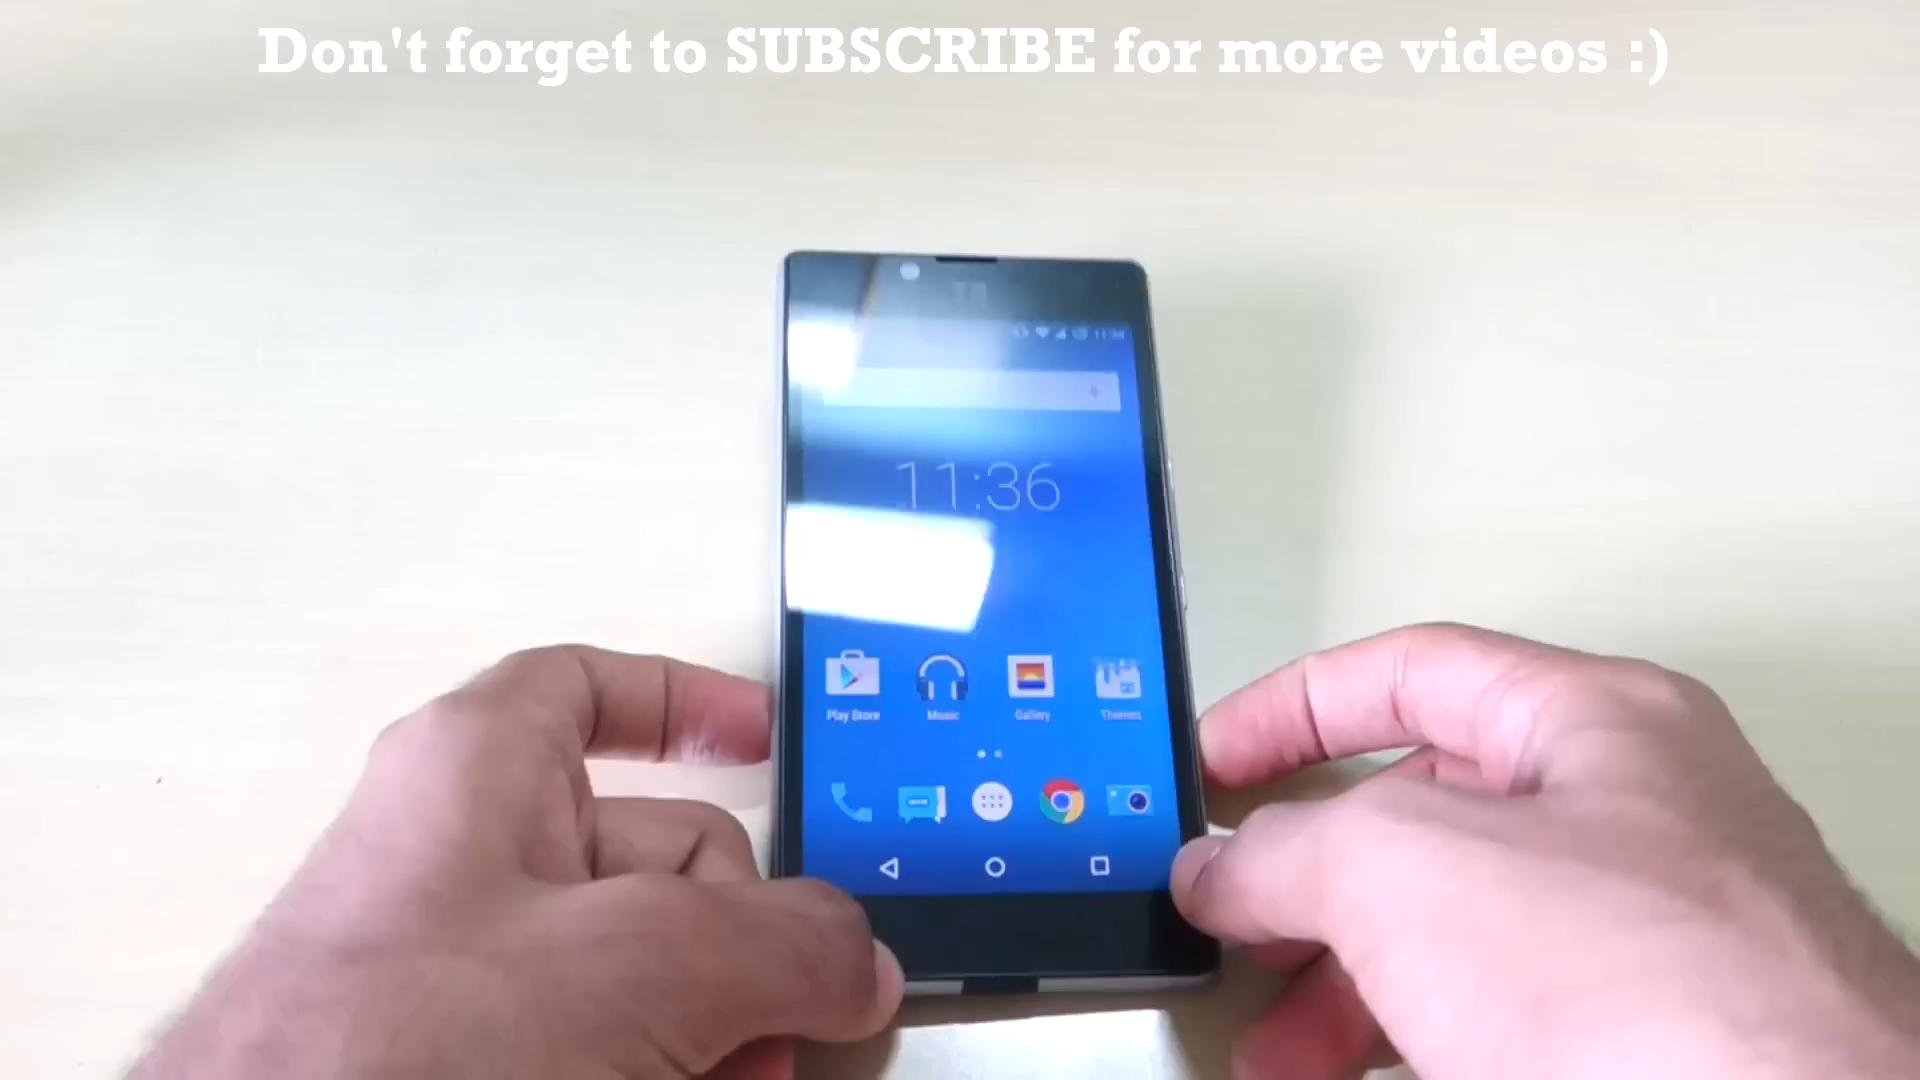 Don't forget to SUBSCRIBE for more videos :)
11:36
Play Store Music Gallery Themes